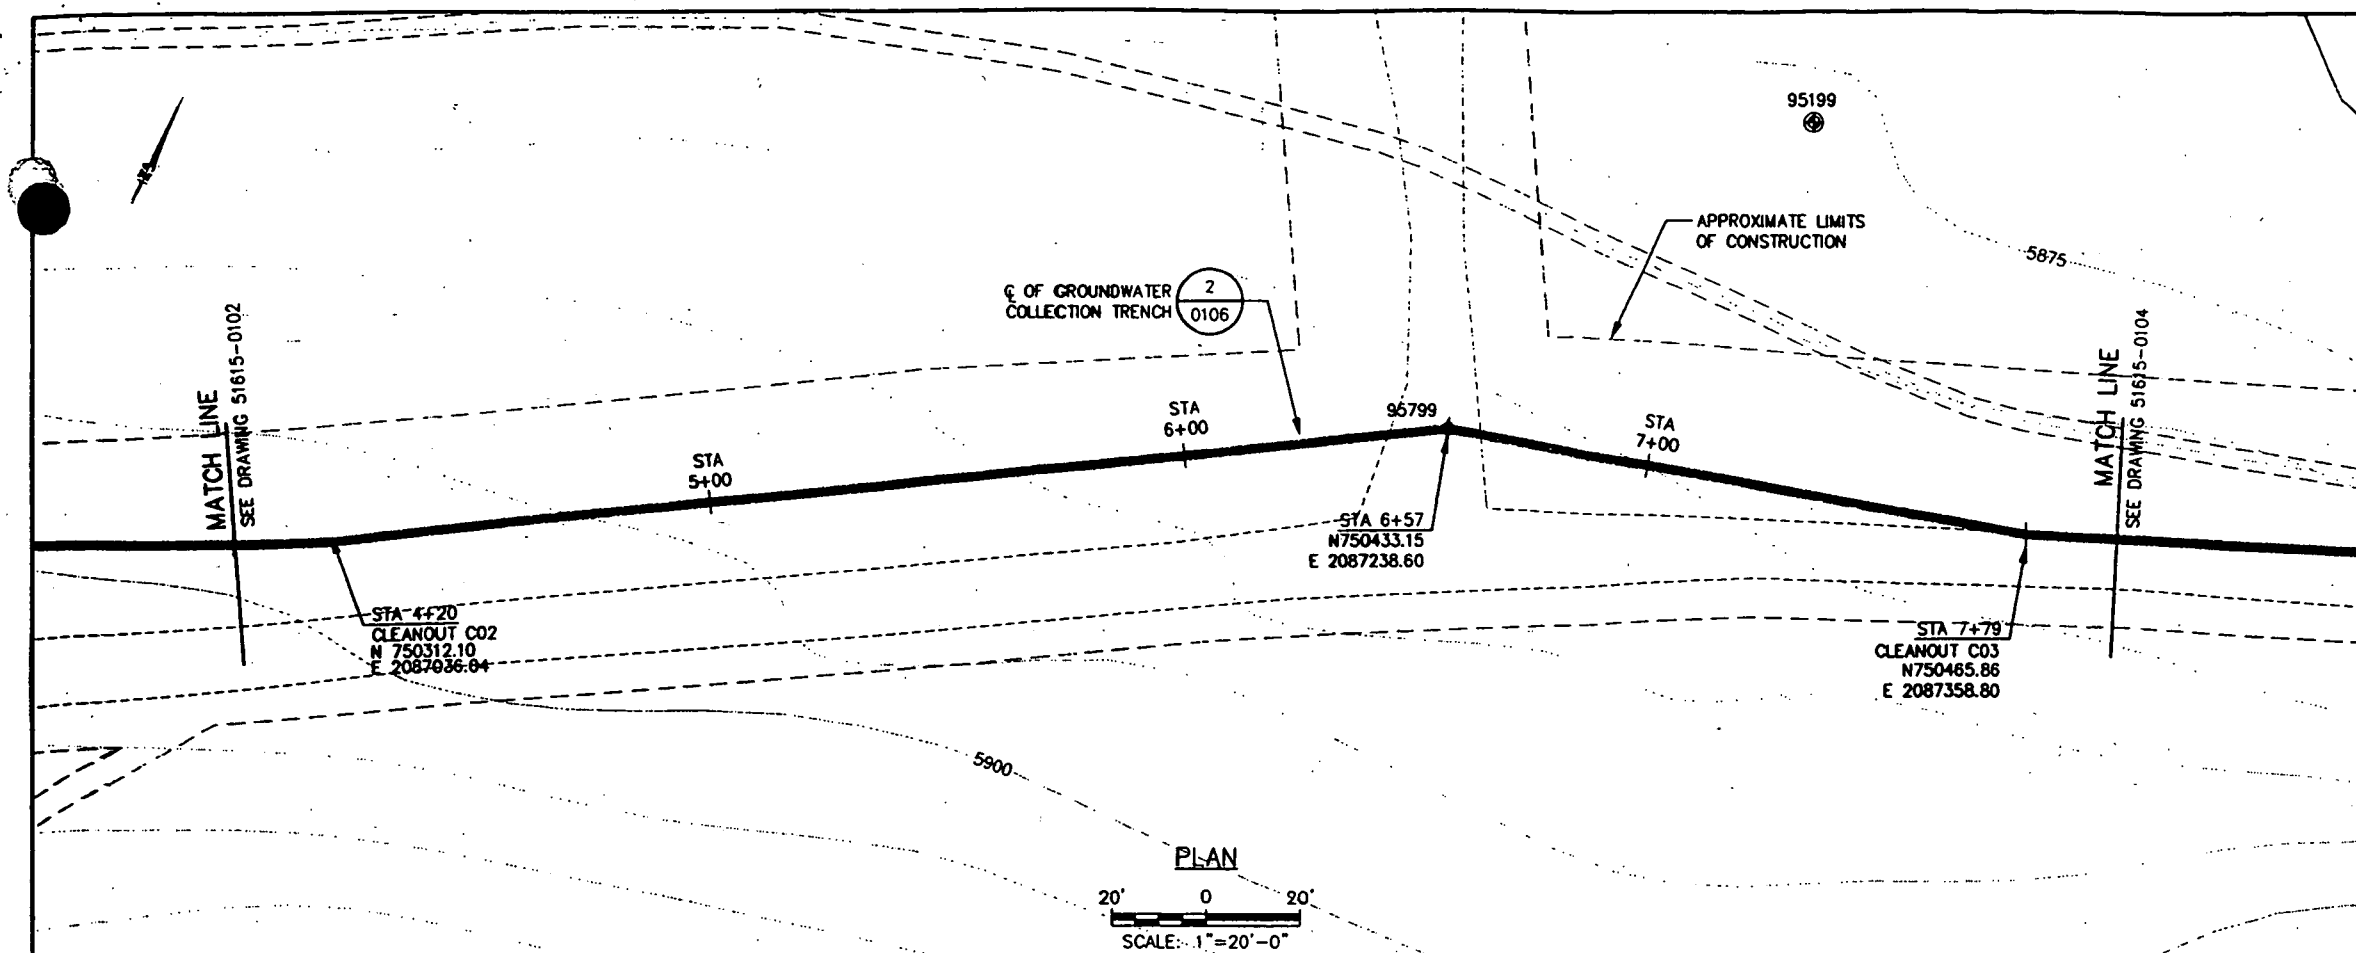 95199
APPROXIMATE LIMITS
OF CONSTRUCTION
5875
℄ OF GROUNDWATER
COLLECTION TRENCH
2
0106
MATCH LINE
SEE DRAWING 51615-0102
STA
5+00
STA
6+00
95799
STA
7+00
MATCH LINE
SEE DRAWING 51615-0104
STA 6+57
N750433.15
E 2087238.60
STA 4+20
CLEANOUT C02
N 750312.10
E 2087036.04
STA 7+79
CLEANOUT C03
N750465.86
E 2087358.80
5900
PLAN
20' 0 20'
SCALE: 1"=20'-0"